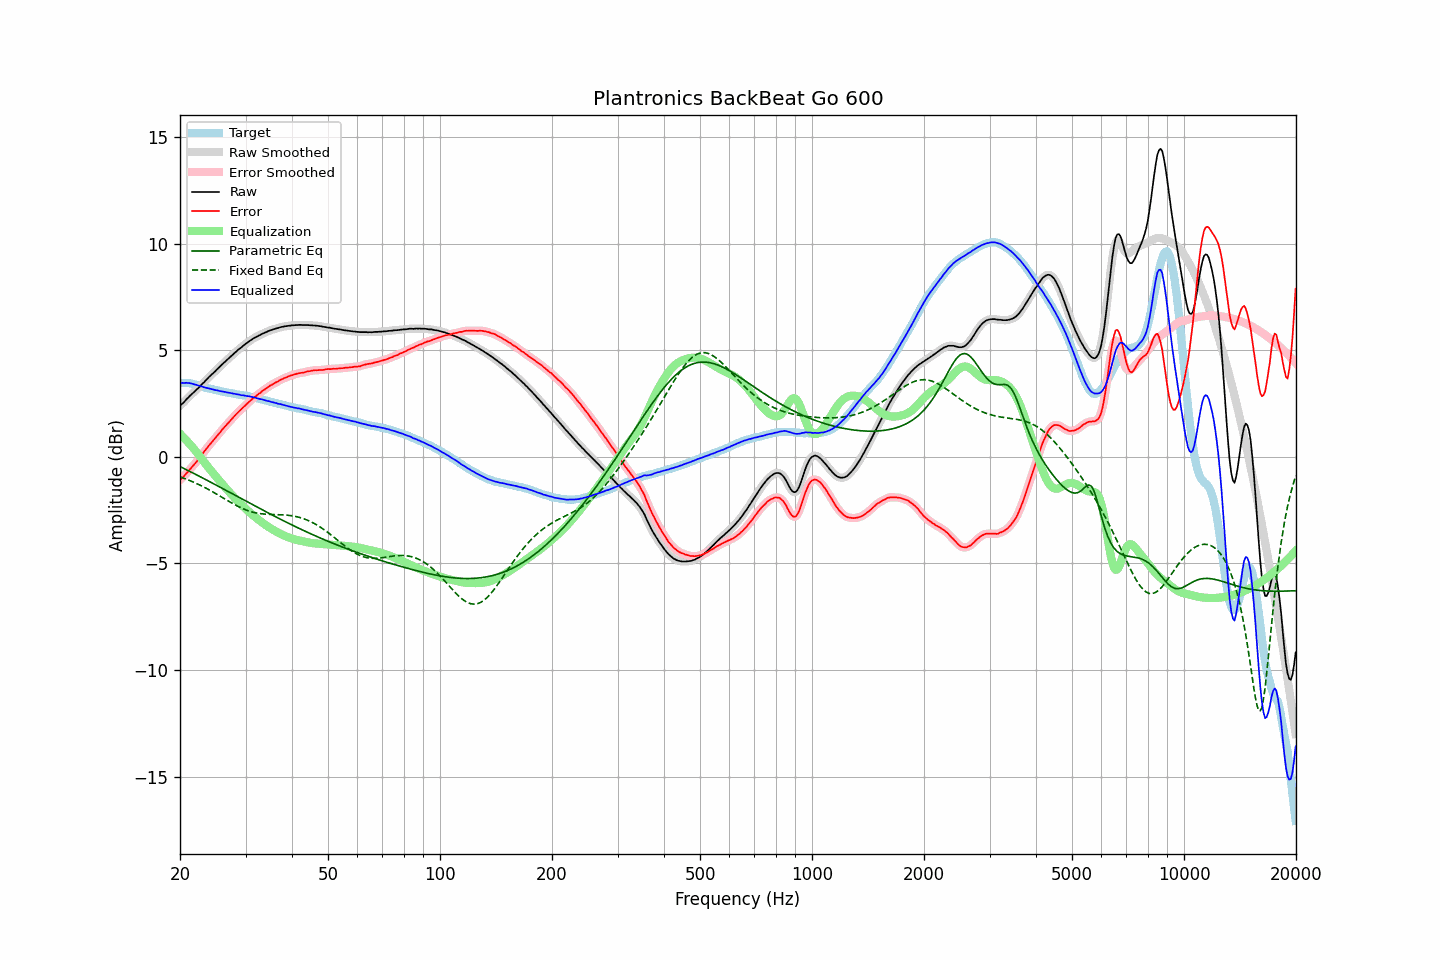 Plantronics BackBeat Go 600
Target
Raw Smoothed
Error Smoothed
Raw
Error
Equalization
Parametric Eq
Fixed Band Eq
Equalized
15
10
5
0
−5
−10
−15
Amplitude (dBr)
20 50 100 200 500 1000 2000 5000 10000 20000
Frequency (Hz)